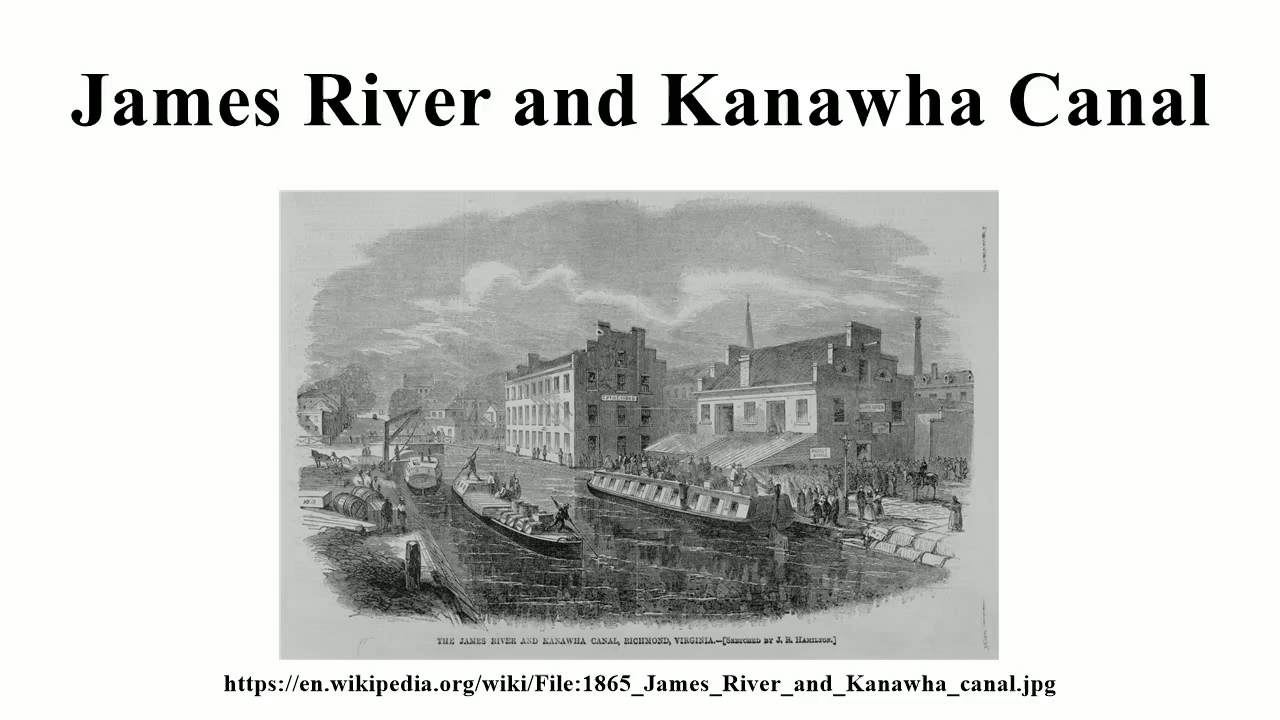 James River and Kanawha Canal
THE JAMES RIVER AND KANAWHA CANAL, RICHMOND, VIRGINIA.—[SKETCHED BY J. R. HAMILTON.]
https://en.wikipedia.org/wiki/File:1865_James_River_and_Kanawha_canal.jpg